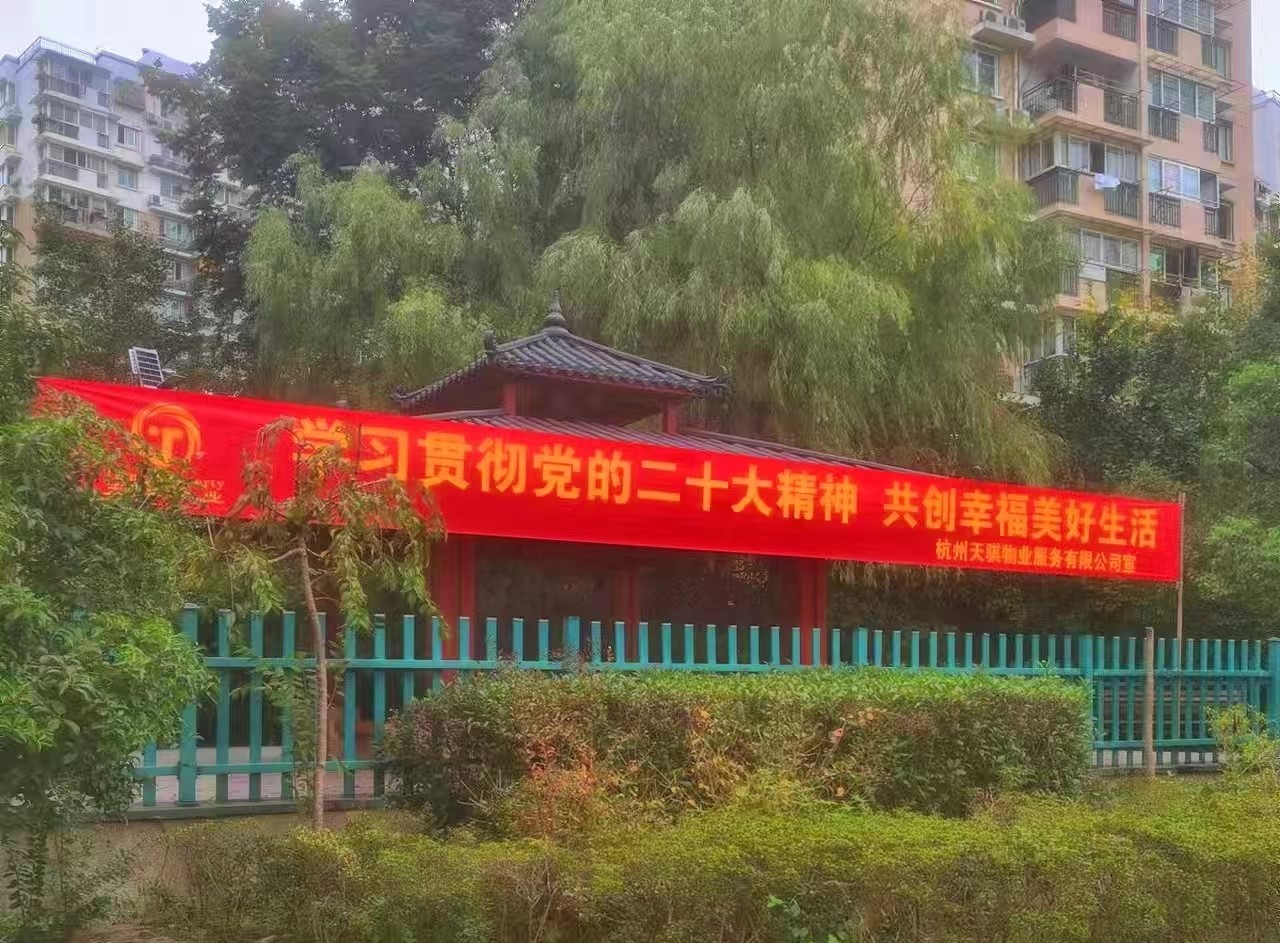 学习贯彻党的二十大精神 共创幸福美好生活
杭州天骐物业服务有限公司宣